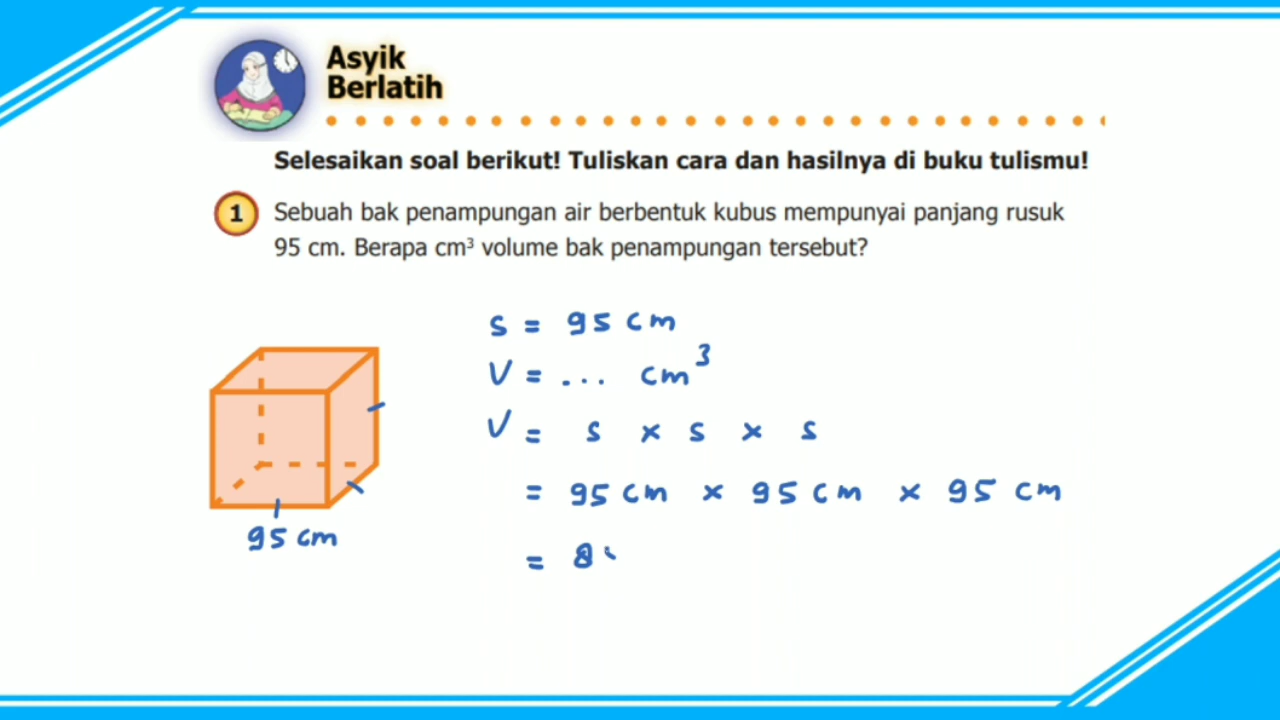 Asyik
Berlatih
Selesaikan soal berikut! Tuliskan cara dan hasilnya di buku tulismu!
1 Sebuah bak penampungan air berbentuk kubus mempunyai panjang rusuk
95 cm. Berapa cm³ volume bak penampungan tersebut?
s = 95 cm
V = ... cm³
V = s × s × s
= 95 cm × 95 cm × 95 cm
= 8
95 cm